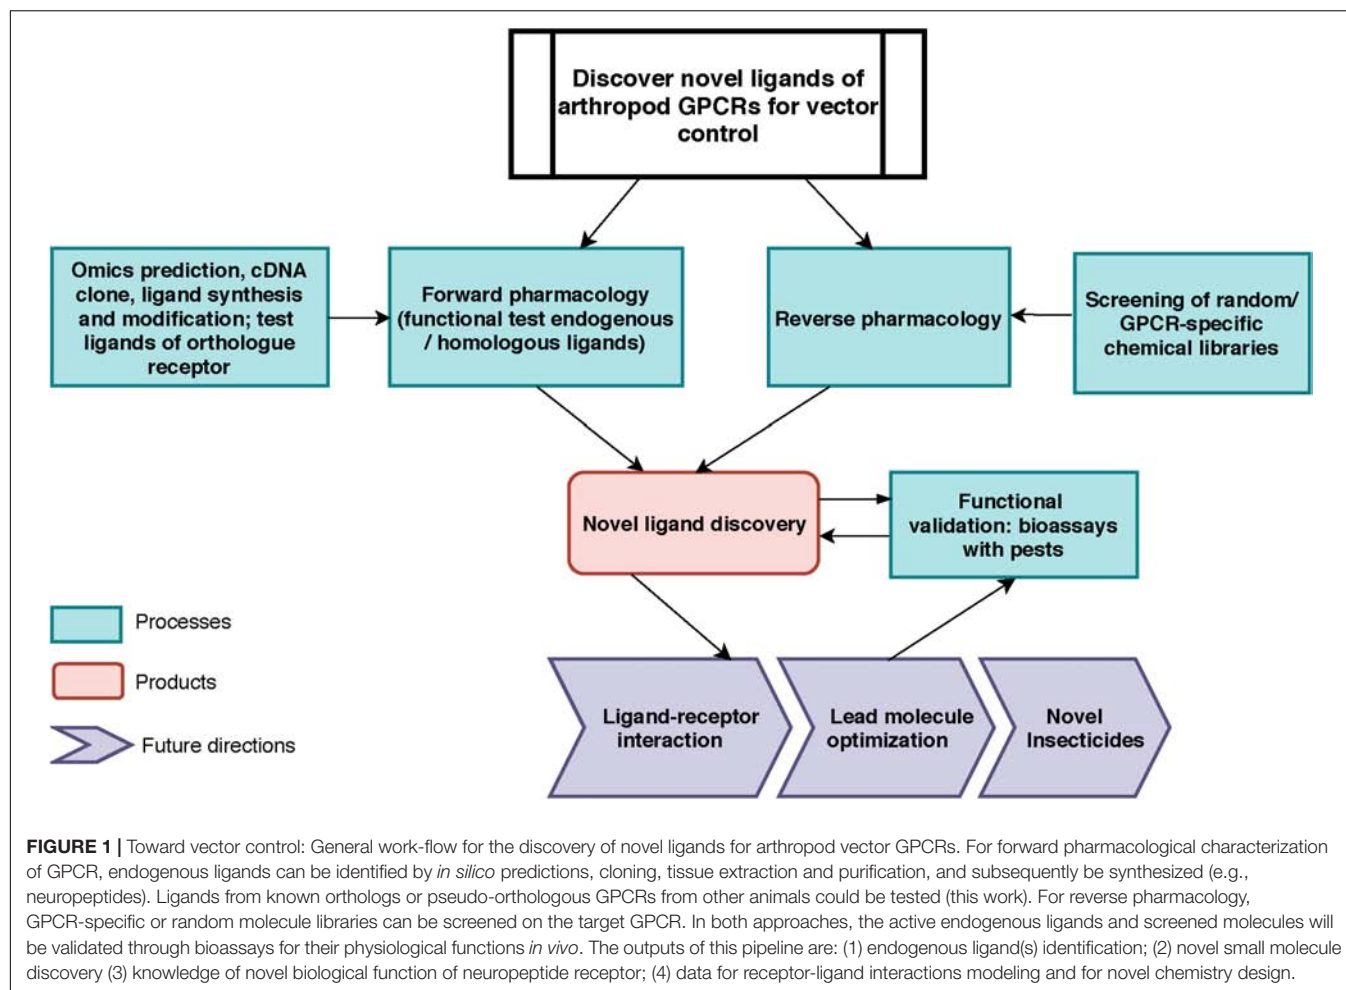 Discover novel ligands of
arthropod GPCRs for vector
control
Omics prediction, cDNA
clone, ligand synthesis
and modification; test
ligands of orthologue
receptor
Forward pharmacology
(functional test endogenous
/ homologous ligands)
Reverse pharmacology
Screening of random/
GPCR-specific
chemical libraries
Novel ligand discovery
Functional
validation: bioassays
with pests
Processes
Products
Future directions
Ligand-receptor
interaction
Lead molecule
optimization
Novel
Insecticides
FIGURE 1 | Toward vector control: General work-flow for the discovery of novel ligands for arthropod vector GPCRs. For forward pharmacological characterization
of GPCR, endogenous ligands can be identified by in silico predictions, cloning, tissue extraction and purification, and subsequently be synthesized (e.g.,
neuropeptides). Ligands from known orthologs or pseudo-orthologous GPCRs from other animals could be tested (this work). For reverse pharmacology,
GPCR-specific or random molecule libraries can be screened on the target GPCR. In both approaches, the active endogenous ligands and screened molecules will
be validated through bioassays for their physiological functions in vivo. The outputs of this pipeline are: (1) endogenous ligand(s) identification; (2) novel small molecule
discovery (3) knowledge of novel biological function of neuropeptide receptor; (4) data for receptor-ligand interactions modeling and for novel chemistry design.